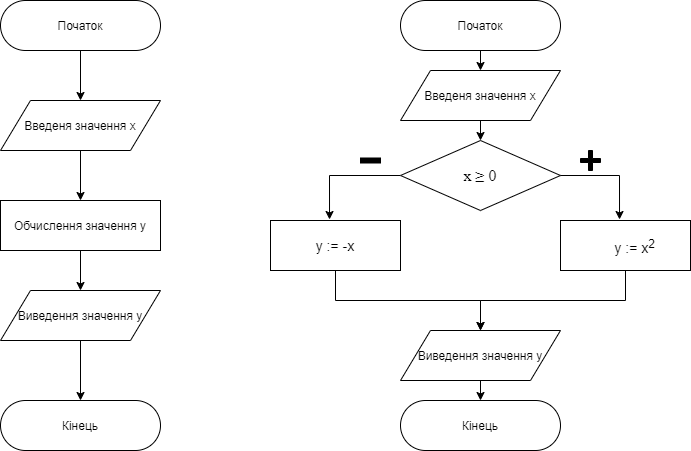 Початок
Введеня значення x
Обчислення значення y
Виведення значення y
Кінець
Початок
Введеня значення x
x ≥ 0
−
+
y := -x
y := x²
Виведення значення y
Кінець